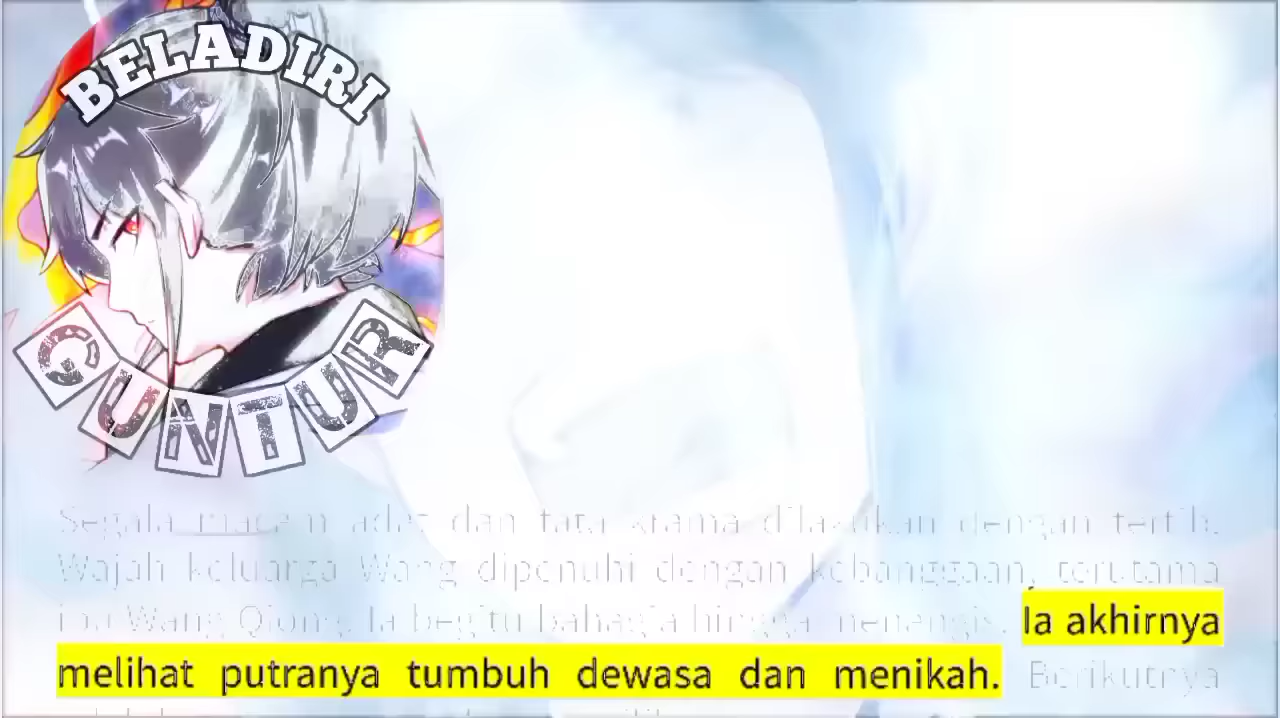 BELADIRI
GUNTUR
Segala macam adat dan tata krama dilakukan dengan tertib.
Wajah keluarga Wang dipenuhi dengan kebanggaan, terutama
ibu Wang Qiong. Ia begitu bahagia hingga menangis. Ia akhirnya
melihat putranya tumbuh dewasa dan menikah. Berikutnya